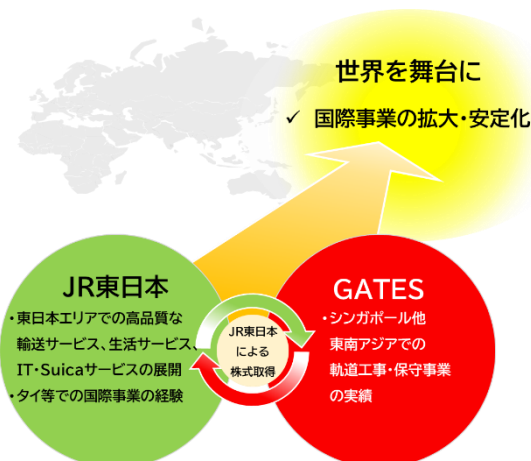 世界を舞台に
✓ 国際事業の拡大・安定化
JR東日本
・東日本エリアでの高品質な
輸送サービス、生活サービス、
IT・Suicaサービスの展開
・タイ等での国際事業の経験
JR東日本
による
株式取得
GATES
・シンガポール他
東南アジアでの
軌道工事・保守事業
の実績